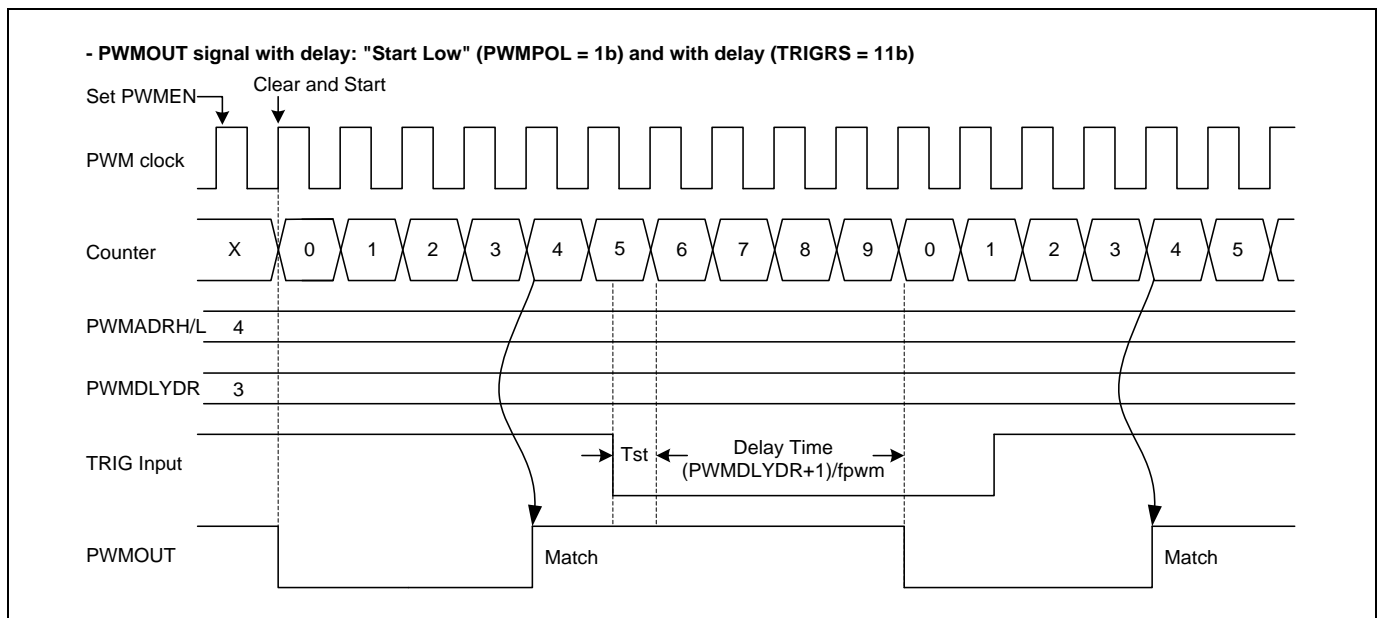 - PWMOUT signal with delay: "Start Low" (PWMPOL = 1b) and with delay (TRIGRS = 11b)
Set PWMEN
Clear and Start
PWM clock
Counter X 0 1 2 3 4 5 6 7 8 9 0 1 2 3 4 5
PWMADRH/L 4
PWMDLYDR 3
TRIG Input
Tst
Delay Time
(PWMDLYDR+1)/fpwm
PWMOUT
Match
Match